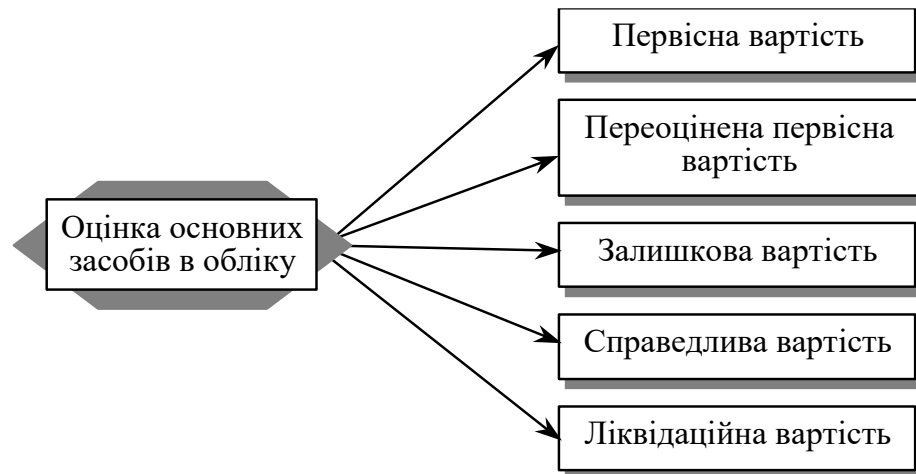 Оцінка основних
засобів в обліку
Первісна вартість
Переоцінена первісна
вартість
Залишкова вартість
Справедлива вартість
Ліквідаційна вартість